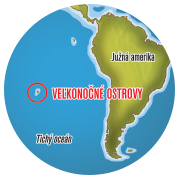 Južná amerika
VEĽKONOČNÉ OSTROVY
Tichý oceán